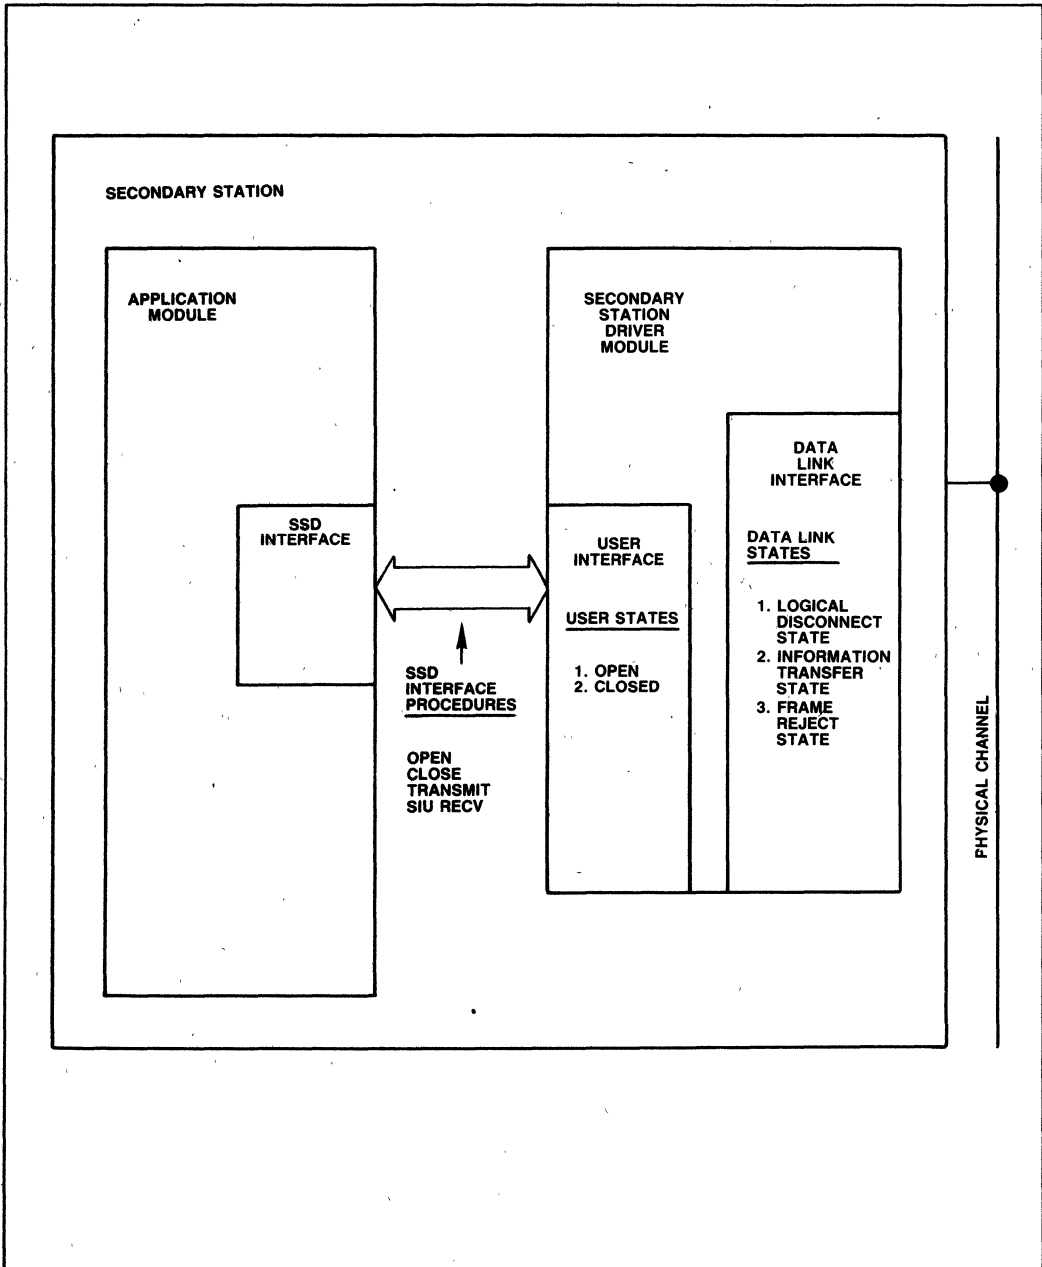 SECONDARY STATION
APPLICATION
MODULE
SSD
INTERFACE
SSD
INTERFACE
PROCEDURES
OPEN
CLOSE
TRANSMIT
SIU RECV
SECONDARY
STATION
DRIVER
MODULE
USER
INTERFACE
USER STATES
1. OPEN
2. CLOSED
DATA
LINK
INTERFACE
DATA LINK
STATES
1. LOGICAL
DISCONNECT
STATE
2. INFORMATION
TRANSFER
STATE
3. FRAME
REJECT
STATE
PHYSICAL CHANNEL